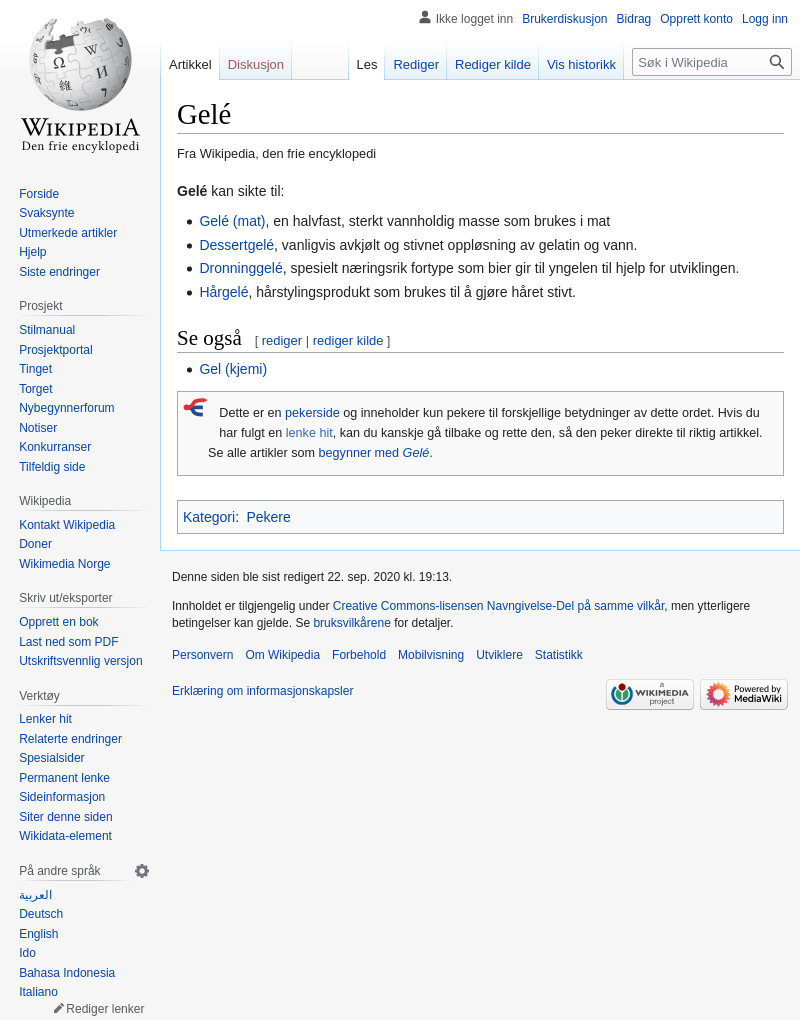 Ikke logget inn Brukerdiskusjon Bidrag Opprett konto Logg inn
Artikkel Diskusjon Les Rediger Rediger kilde Vis historikk Søk i Wikipedia
WIKIPEDIA
Den frie encyklopedi
Gelé
Fra Wikipedia, den frie encyklopedi
Gelé kan sikte til:
Gelé (mat), en halvfast, sterkt vannholdig masse som brukes i mat
Dessertgelé, vanligvis avkjølt og stivnet oppløsning av gelatin og vann.
Dronninggelé, spesielt næringsrik fortype som bier gir til yngelen til hjelp for utviklingen.
Hårgelé, hårstylingsprodukt som brukes til å gjøre håret stivt.
Se også [ rediger | rediger kilde ]
Gel (kjemi)
Dette er en pekerside og inneholder kun pekere til forskjellige betydninger av dette ordet. Hvis du
har fulgt en lenke hit, kan du kanskje gå tilbake og rette den, så den peker direkte til riktig artikkel.
Se alle artikler som begynner med Gelé.
Kategori: Pekere
Denne siden ble sist redigert 22. sep. 2020 kl. 19:13.
Innholdet er tilgjengelig under Creative Commons-lisensen Navngivelse-Del på samme vilkår, men ytterligere
betingelser kan gjelde. Se bruksvilkårene for detaljer.
Personvern Om Wikipedia Forbehold Mobilvisning Utviklere Statistikk
Erklæring om informasjonskapsler
a
WIKIMEDIA
project
Powered by
MediaWiki
Forside
Svaksynte
Utmerkede artikler
Hjelp
Siste endringer
Prosjekt
Stilmanual
Prosjektportal
Tinget
Torget
Nybegynnerforum
Notiser
Konkurranser
Tilfeldig side
Wikipedia
Kontakt Wikipedia
Doner
Wikimedia Norge
Skriv ut/eksporter
Opprett en bok
Last ned som PDF
Utskriftsvennlig versjon
Verktøy
Lenker hit
Relaterte endringer
Spesialsider
Permanent lenke
Sideinformasjon
Siter denne siden
Wikidata-element
På andre språk
العربية
Deutsch
English
Ido
Bahasa Indonesia
Italiano
Rediger lenker